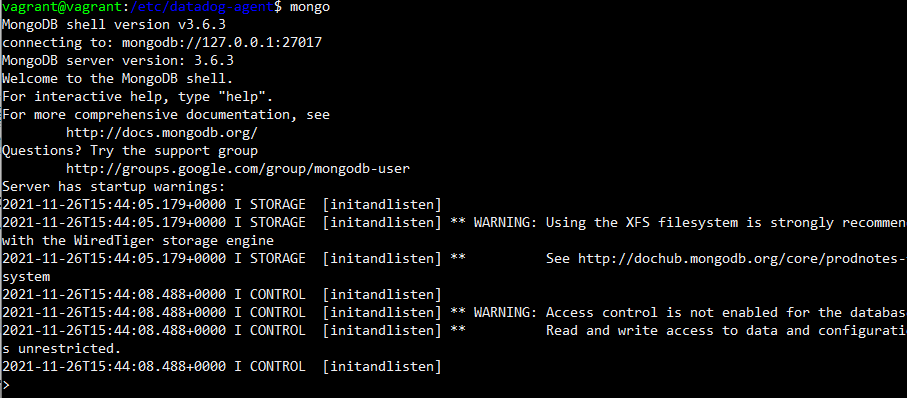 vagrant@vagrant:/etc/datadog-agent$ mongo
MongoDB shell version v3.6.3
connecting to: mongodb://127.0.0.1:27017
MongoDB server version: 3.6.3
Welcome to the MongoDB shell.
For interactive help, type "help".
For more comprehensive documentation, see
        http://docs.mongodb.org/
Questions? Try the support group
        http://groups.google.com/group/mongodb-user
Server has startup warnings:
2021-11-26T15:44:05.179+0000 I STORAGE  [initandlisten]
2021-11-26T15:44:05.179+0000 I STORAGE  [initandlisten] ** WARNING: Using the XFS filesystem is strongly recommen
with the WiredTiger storage engine
2021-11-26T15:44:05.179+0000 I STORAGE  [initandlisten] **          See http://dochub.mongodb.org/core/prodnotes-
system
2021-11-26T15:44:08.488+0000 I CONTROL  [initandlisten]
2021-11-26T15:44:08.488+0000 I CONTROL  [initandlisten] ** WARNING: Access control is not enabled for the databas
2021-11-26T15:44:08.488+0000 I CONTROL  [initandlisten] **          Read and write access to data and configurati
s unrestricted.
2021-11-26T15:44:08.488+0000 I CONTROL  [initandlisten]
>